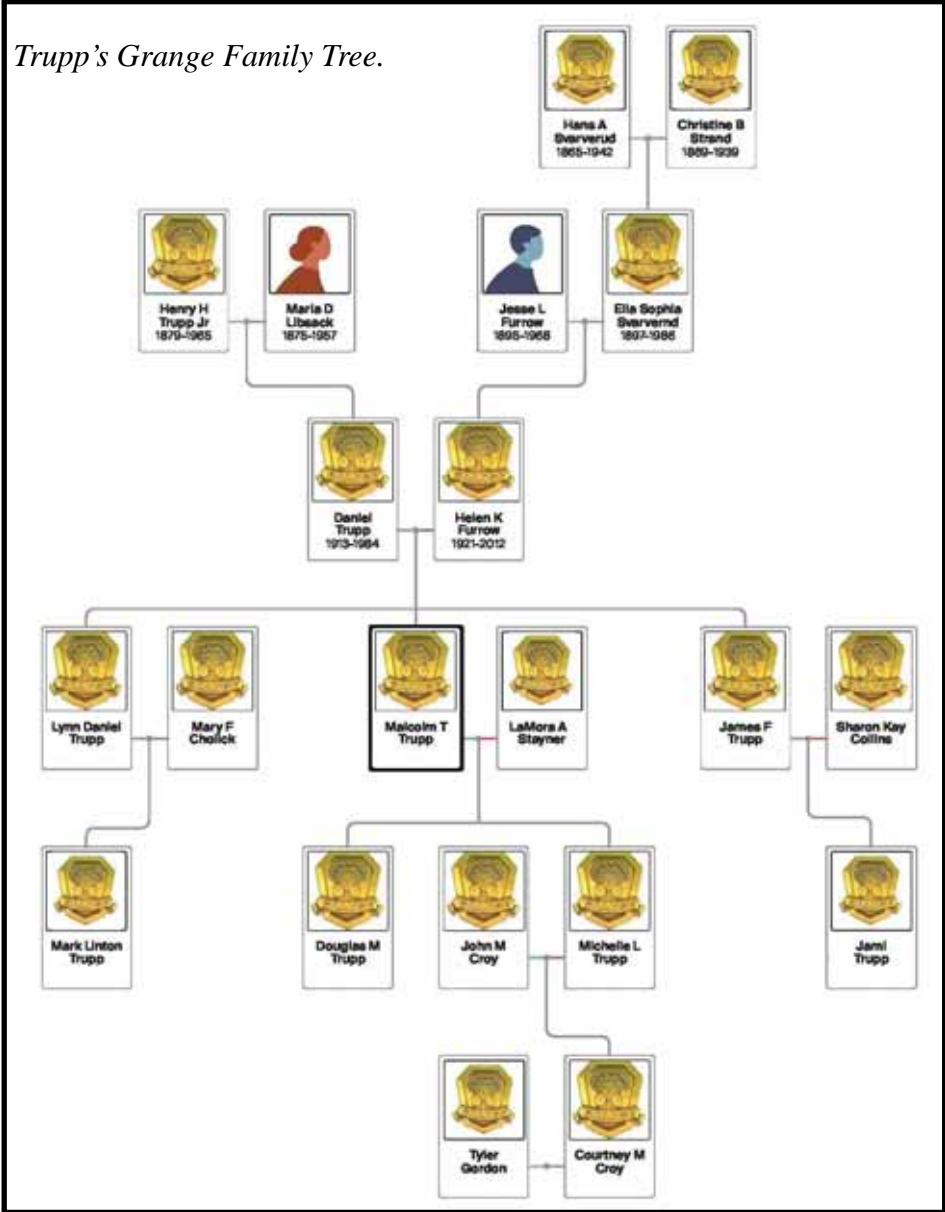 Trupp's Grange Family Tree.
Hans A
Svarverud
1865-1942
Christine B
Strand
1869-1939
Henry H
Trupp Jr
1879-1965
Maria D
Libsack
1875-1957
Jesse L
Furrow
1895-1968
Ella Sophia
Svarvernd
1897-1986
Daniel
Trupp
1913-1984
Helen K
Furrow
1921-2012
Lynn Daniel
Trupp
Mary F
Cholick
Malcolm T
Trupp
LaMora A
Stayner
James F
Trupp
Sharon Kay
Collins
Mark Linton
Trupp
Douglas M
Trupp
John M
Croy
Michelle L
Trupp
Jami
Trupp
Tyler
Gordon
Courtney M
Croy